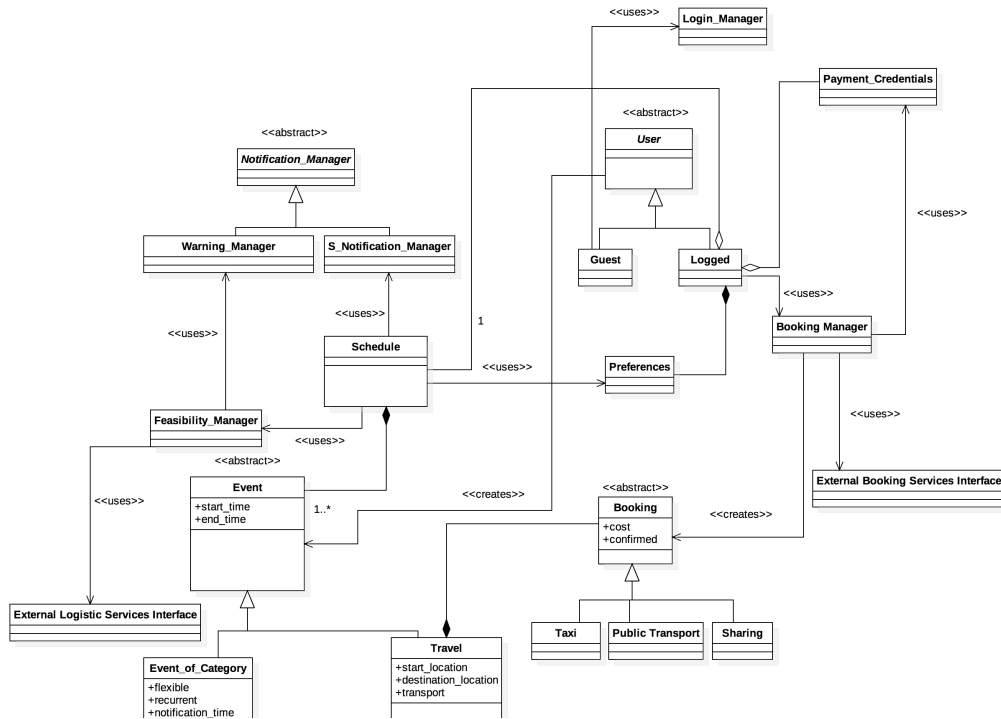 <<uses>>
Login_Manager
Payment_Credentials
<<abstract>>
User
<<abstract>>
Notification_Manager
<<uses>>
Warning_Manager
S_Notification_Manager
Guest
Logged
<<uses>>
<<uses>>
<<uses>>
1
Booking Manager
Schedule
<<uses>>
Preferences
Feasibility_Manager
<<uses>>
<<uses>>
<<abstract>>
Event
+start_time
+end_time
<<uses>>
1..*
<<creates>>
<<abstract>>
Booking
+cost
+confirmed
<<creates>>
External Booking Services Interface
External Logistic Services Interface
Taxi
Public Transport
Sharing
Event_of_Category
+flexible
+recurrent
+notification_time
Travel
+start_location
+destination_location
+transport